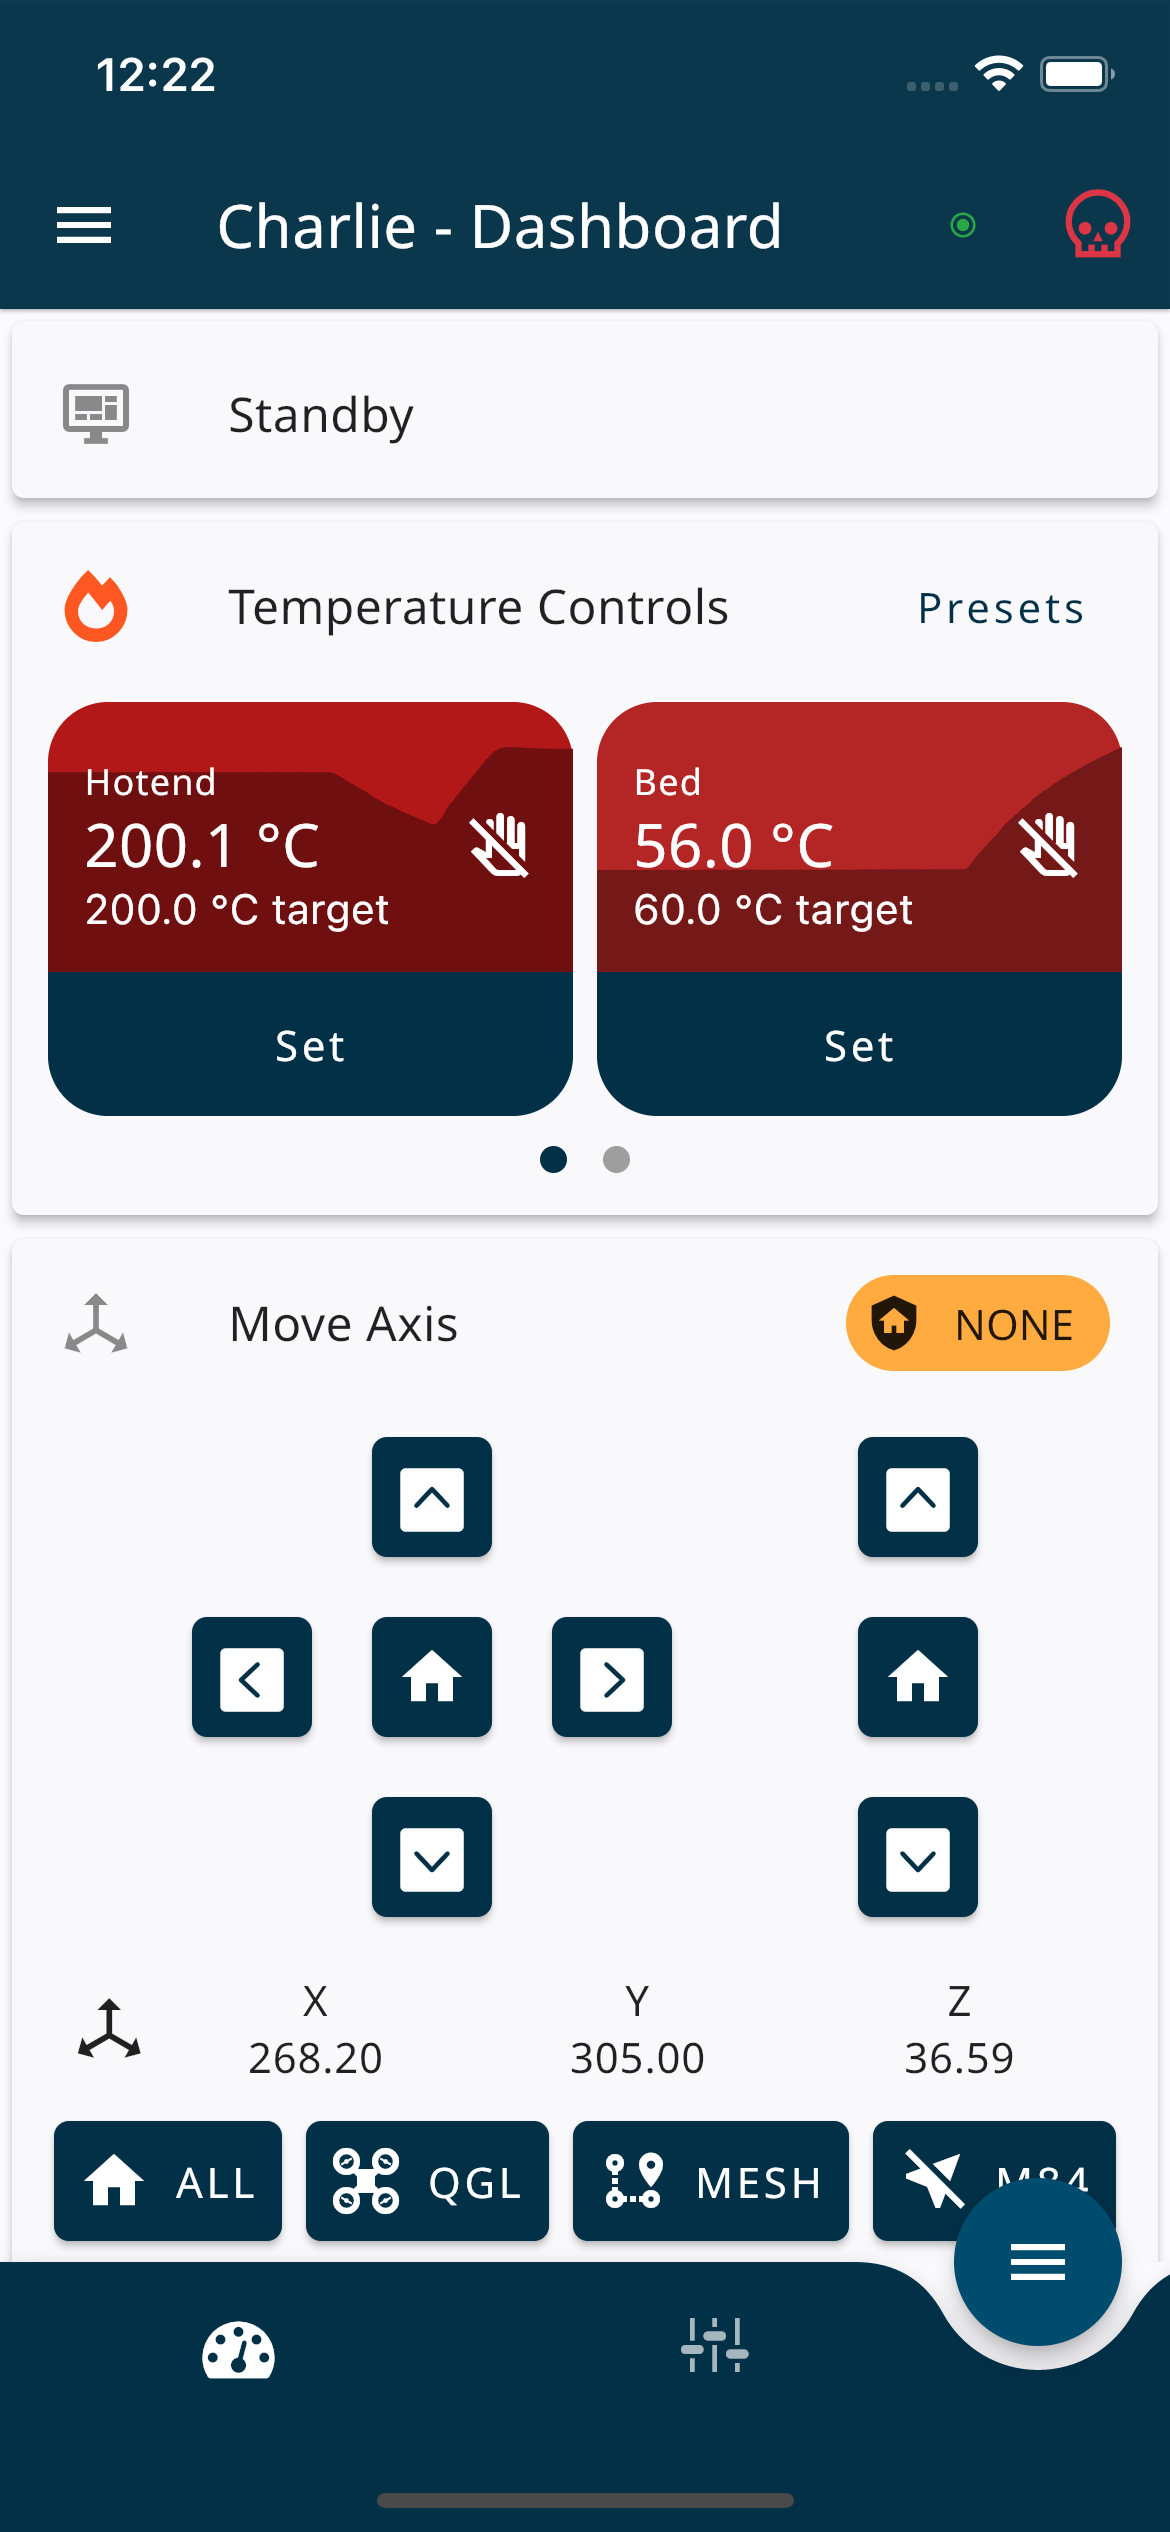 12:22
Charlie - Dashboard
Standby
Temperature Controls Presets
Hotend
200.1 °C
200.0 °C target
Set
Bed
56.0 °C
60.0 °C target
Set
Move Axis NONE
X Y Z
268.20 305.00 36.59
ALL QGL MESH M84